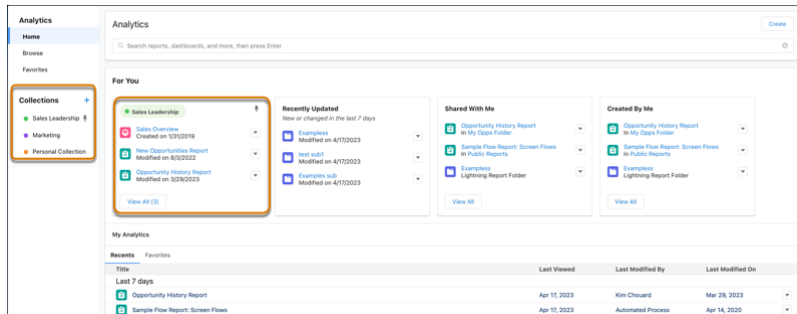 Analytics
Home
Browse
Favorites
Collections +
Sales Leadership
Marketing
Personal Collection
Analytics
Create
Search reports, dashboards, and more, then press Enter
For You
Sales Leadership
Sales Overview
Created on 1/31/2019
New Opportunities Report
Modified on 8/3/2022
Opportunity History Report
Modified on 3/29/2023
View All (3)
Recently Updated
New or changed in the last 7 days
Exampless
Modified on 4/17/2023
test sub1
Modified on 4/17/2023
Examples sub
Modified on 4/17/2023
Shared With Me
Opportunity History Report
In My Opps Folder
Sample Flow Report: Screen Flows
In Public Reports
Exampless
Lightning Report Folder
View All
Created By Me
Opportunity History Report
In My Opps Folder
Sample Flow Report: Screen Flows
In Public Reports
Exampless
Lightning Report Folder
View All
My Analytics
Recents Favorites
Title Last Viewed Last Modified By Last Modified On
Last 7 days
Opportunity History Report Apr 17, 2023 Kim Chouard Mar 29, 2023
Sample Flow Report: Screen Flows Apr 17, 2023 Automated Process Apr 14, 2020